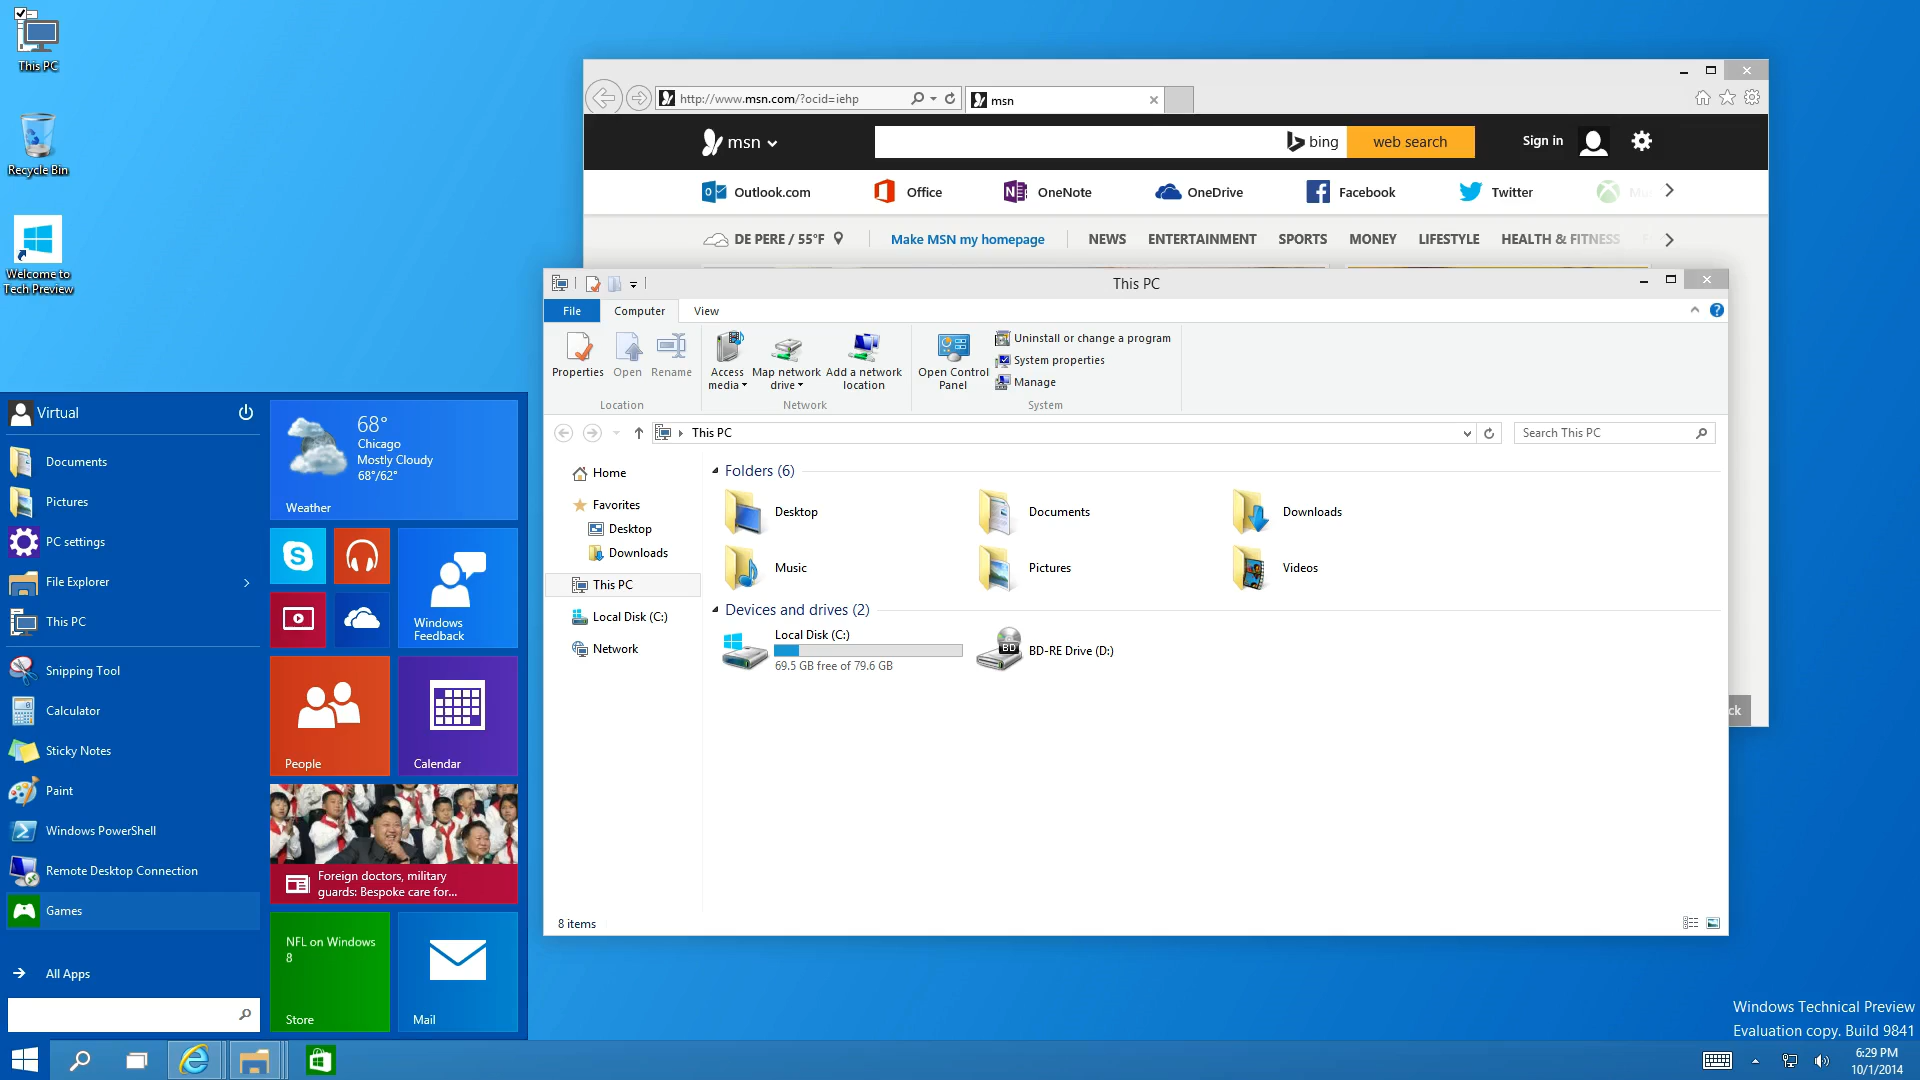 This PC
Recycle Bin
Welcome to
Tech Preview
http://www.msn.com/?ocid=iehp
msn
msn
bing
web search
Sign in
Outlook.com
Office
OneNote
OneDrive
Facebook
Twitter
DE PERE / 55°F
Make MSN my homepage
NEWS
ENTERTAINMENT
SPORTS
MONEY
LIFESTYLE
HEALTH & FITNESS
This PC
File
Computer
View
Properties
Open
Rename
Access
media
Map network
drive
Add a network
location
Open Control
Panel
Uninstall or change a program
System properties
Manage
Location
Network
System
This PC
Search This PC
Home
Favorites
Desktop
Downloads
This PC
Local Disk (C:)
Network
Folders (6)
Desktop
Documents
Downloads
Music
Pictures
Videos
Devices and drives (2)
Local Disk (C:)
69.5 GB free of 79.6 GB
BD
BD-RE Drive (D:)
8 items
ck
Virtual
Documents
Pictures
PC settings
File Explorer
This PC
Snipping Tool
Calculator
Sticky Notes
Paint
Windows PowerShell
Remote Desktop Connection
Games
All Apps
68°
Chicago
Mostly Cloudy
68°/62°
Weather
Windows
Feedback
People
Calendar
Foreign doctors, military
guards: Bespoke care for...
NFL on Windows
8
Store
Mail
Windows Technical Preview
Evaluation copy. Build 9841
6:29 PM
10/1/2014